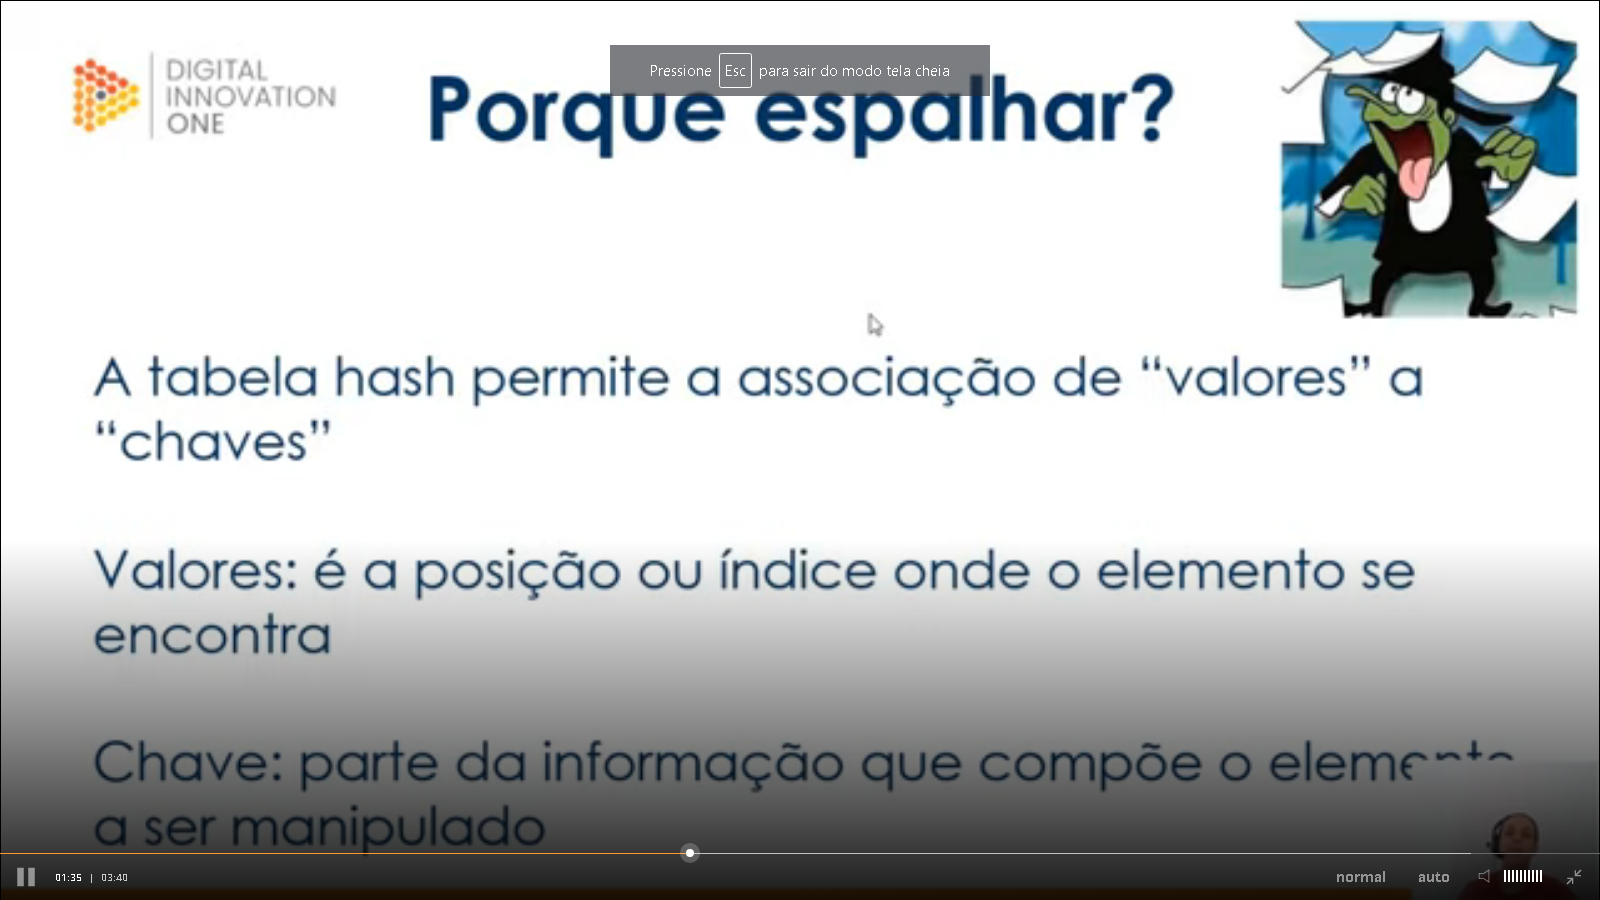 DIGITAL
INNOVATION
ONE
Pressione Esc para sair do modo tela cheia
Porque espalhar?
A tabela hash permite a associação de “valores” a
“chaves”
Valores: é a posição ou índice onde o elemento se
encontra
Chave: parte da informação que compõe o elemento
a ser manipulado
01:35 | 03:40
normal
auto